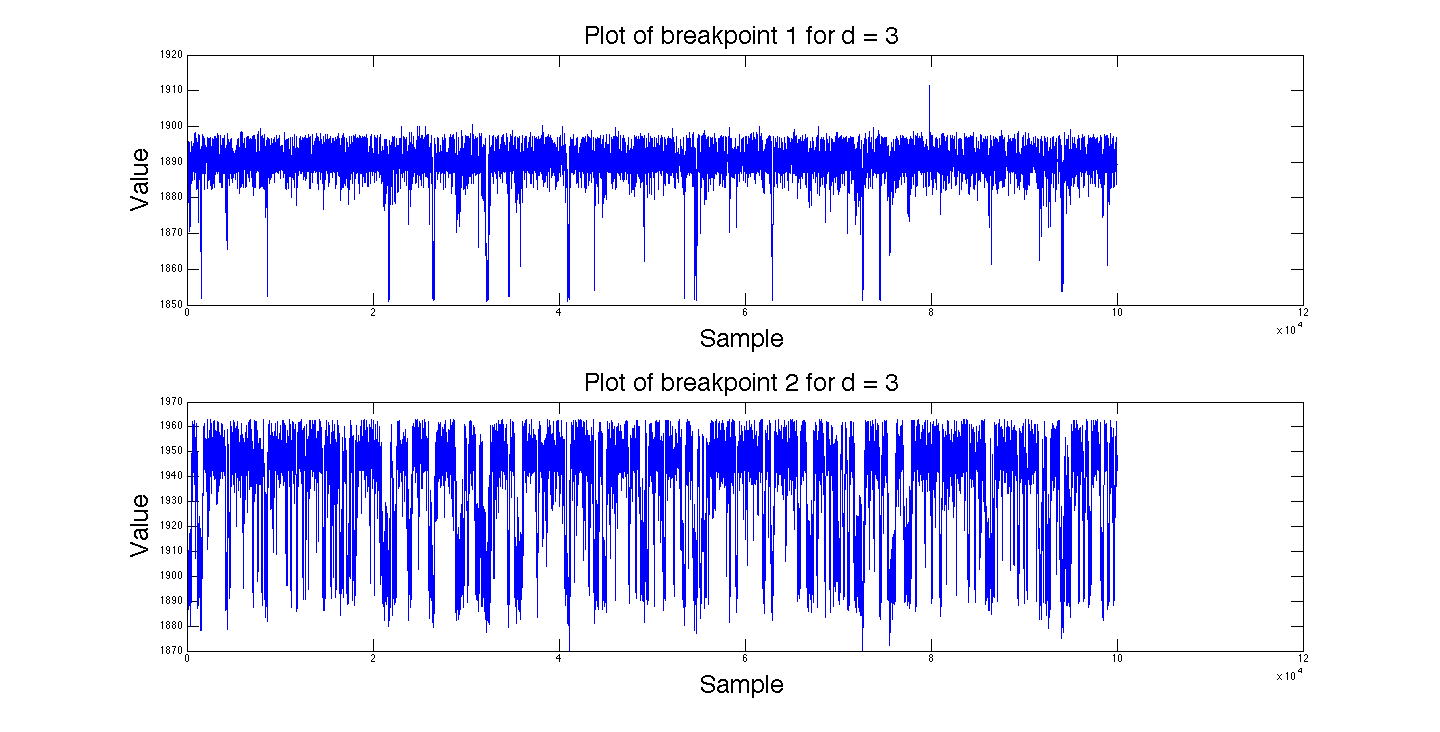 Plot of breakpoint 1 for d = 3
1920
1910
1900
1890
1880
1870
1860
1850
Value
0 2 4 6 8 10 12
x 10^4
Sample
Plot of breakpoint 2 for d = 3
1970
1960
1950
1940
1930
1920
1910
1900
1890
1880
1870
Value
0 2 4 6 8 10 12
x 10^4
Sample